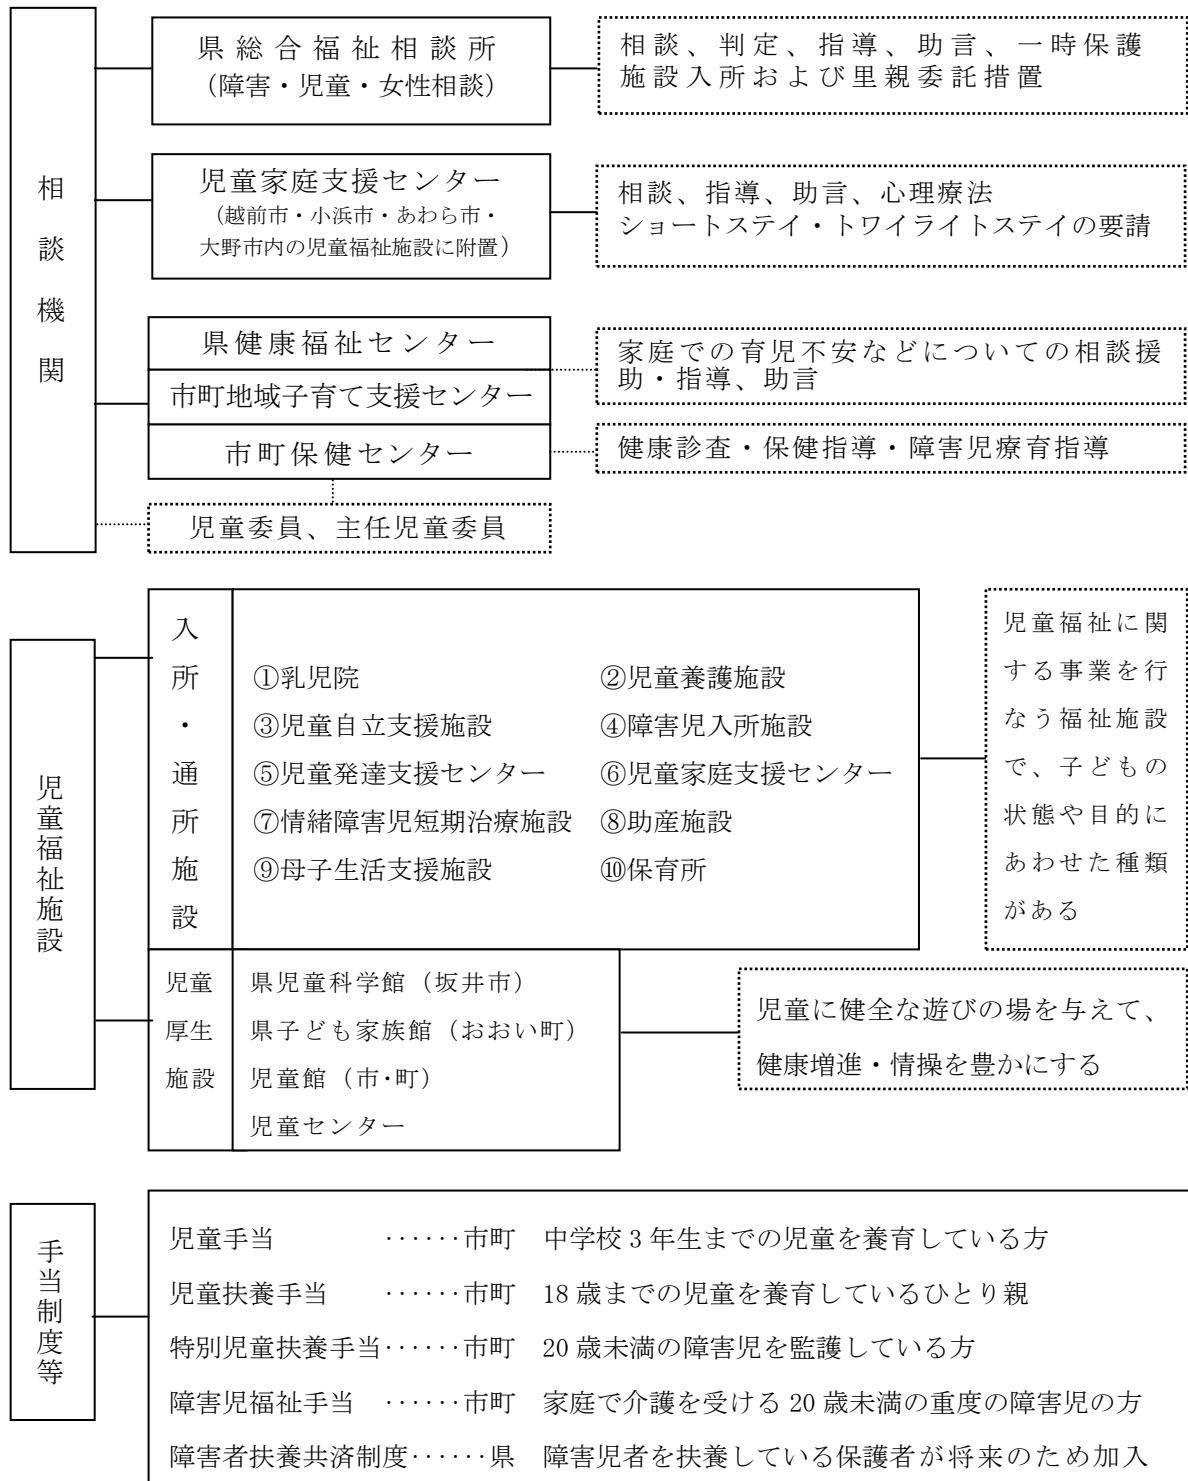 相談機関
県総合福祉相談所
（障害・児童・女性相談）
相談、判定、指導、助言、一時保護
施設入所および里親委託措置
児童家庭支援センター
（越前市・小浜市・あわら市・
大野市内の児童福祉施設に附置）
相談、指導、助言、心理療法
ショートステイ・トワイライトステイの要請
県健康福祉センター
市町地域子育て支援センター
市町保健センター
家庭での育児不安などについての相談援
助・指導、助言
健康診査・保健指導・障害児療育指導
児童委員、主任児童委員
児童福祉施設
入所・通所施設
①乳児院 ②児童養護施設
③児童自立支援施設 ④障害児入所施設
⑤児童発達支援センター ⑥児童家庭支援センター
⑦情緒障害児短期治療施設 ⑧助産施設
⑨母子生活支援施設 ⑩保育所
児童福祉に関
する事業を行
なう福祉施設
で、子どもの
状態や目的に
あわせた種類
がある
児童
厚生
施設
県児童科学館（坂井市）
県子ども家族館（おおい町）
児童館（市・町）
児童センター
児童に健全な遊びの場を与えて、
健康増進・情操を豊かにする
手当制度等
児童手当 ······市町 中学校 3 年生までの児童を養育している方
児童扶養手当 ······市町 18 歳までの児童を養育しているひとり親
特別児童扶養手当······市町 20 歳未満の障害児を監護している方
障害児福祉手当 ······市町 家庭で介護を受ける 20 歳未満の重度の障害児の方
障害者扶養共済制度······県 障害児者を扶養している保護者が将来のため加入